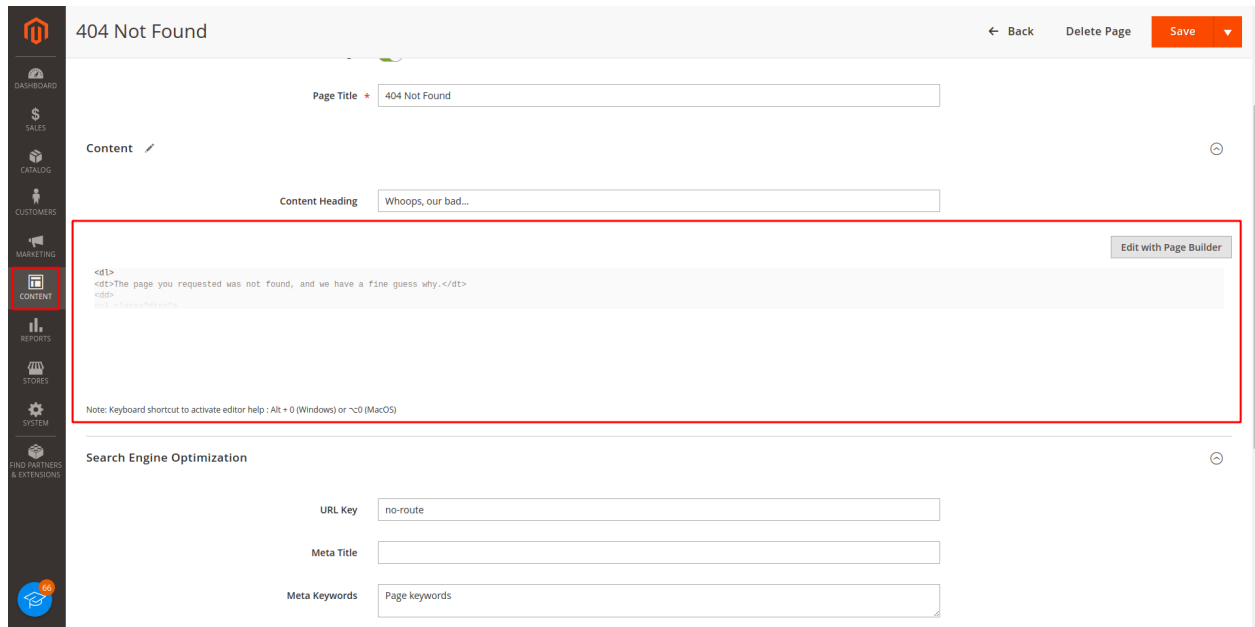 404 Not Found
← Back Delete Page Save
DASHBOARD
SALES
CATALOG
CUSTOMERS
MARKETING
CONTENT
REPORTS
STORES
SYSTEM
FIND PARTNERS
& EXTENSIONS
66
Page Title *
404 Not Found
Content
Content Heading
Whoops, our bad...
Edit with Page Builder
<dl>
<dt>The page you requested was not found, and we have a fine guess why.</dt>
<dd>
Note: Keyboard shortcut to activate editor help : Alt + 0 (Windows) or ⌥0 (MacOS)
Search Engine Optimization
URL Key
no-route
Meta Title
Meta Keywords
Page keywords